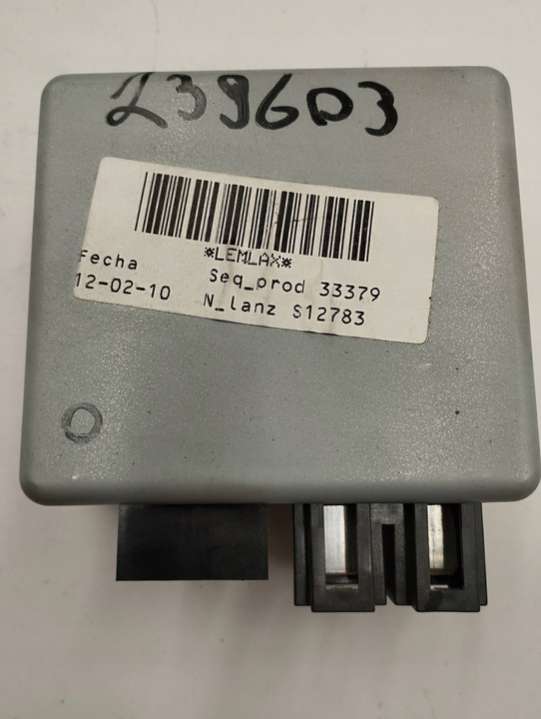 239603
*LEMLAX*
Fecha
Seq_prod 33379
12-02-10
N_lanz S12783